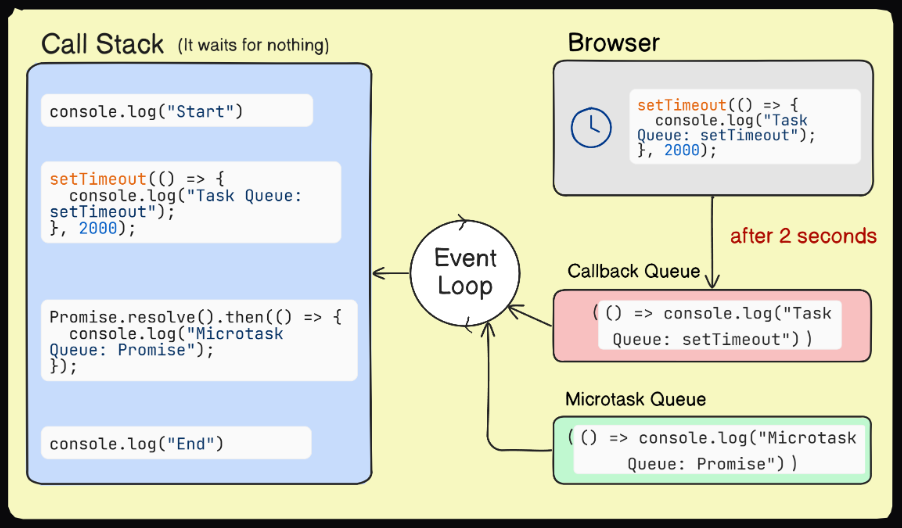 Call Stack (It waits for nothing)
console.log("Start")
setTimeout(() => {
console.log("Task Queue:
setTimeout");
}, 2000);
Promise.resolve().then(() => {
console.log("Microtask
Queue: Promise");
});
console.log("End")
Event
Loop
Browser
setTimeout(() => {
console.log("Task
Queue: setTimeout");
}, 2000);
after 2 seconds
Callback Queue
(() => console.log("Task
Queue: setTimeout"))
Microtask Queue
(() => console.log("Microtask
Queue: Promise"))